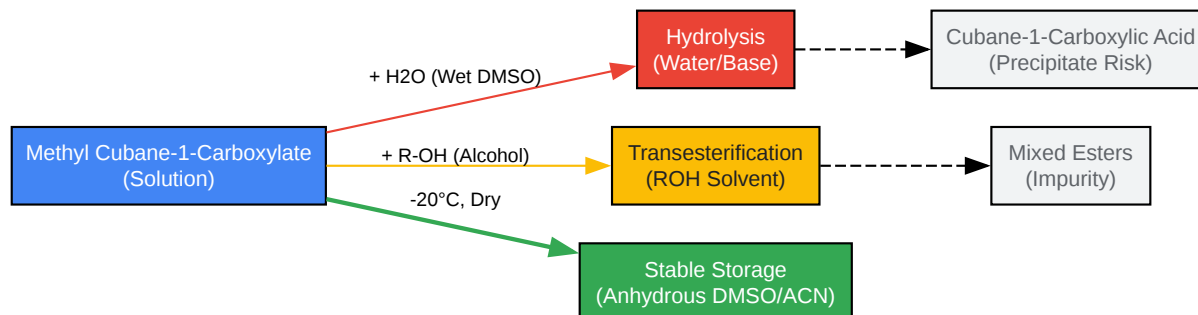 Hydrolysis
(Water/Base)
Cubane-1-Carboxylic Acid
(Precipitate Risk)
+ H2O (Wet DMSO)
Methyl Cubane-1-Carboxylate
(Solution)
+ R-OH (Alcohol)
Transesterification
(ROH Solvent)
Mixed Esters
(Impurity)
-20°C, Dry
Stable Storage
(Anhydrous DMSO/ACN)